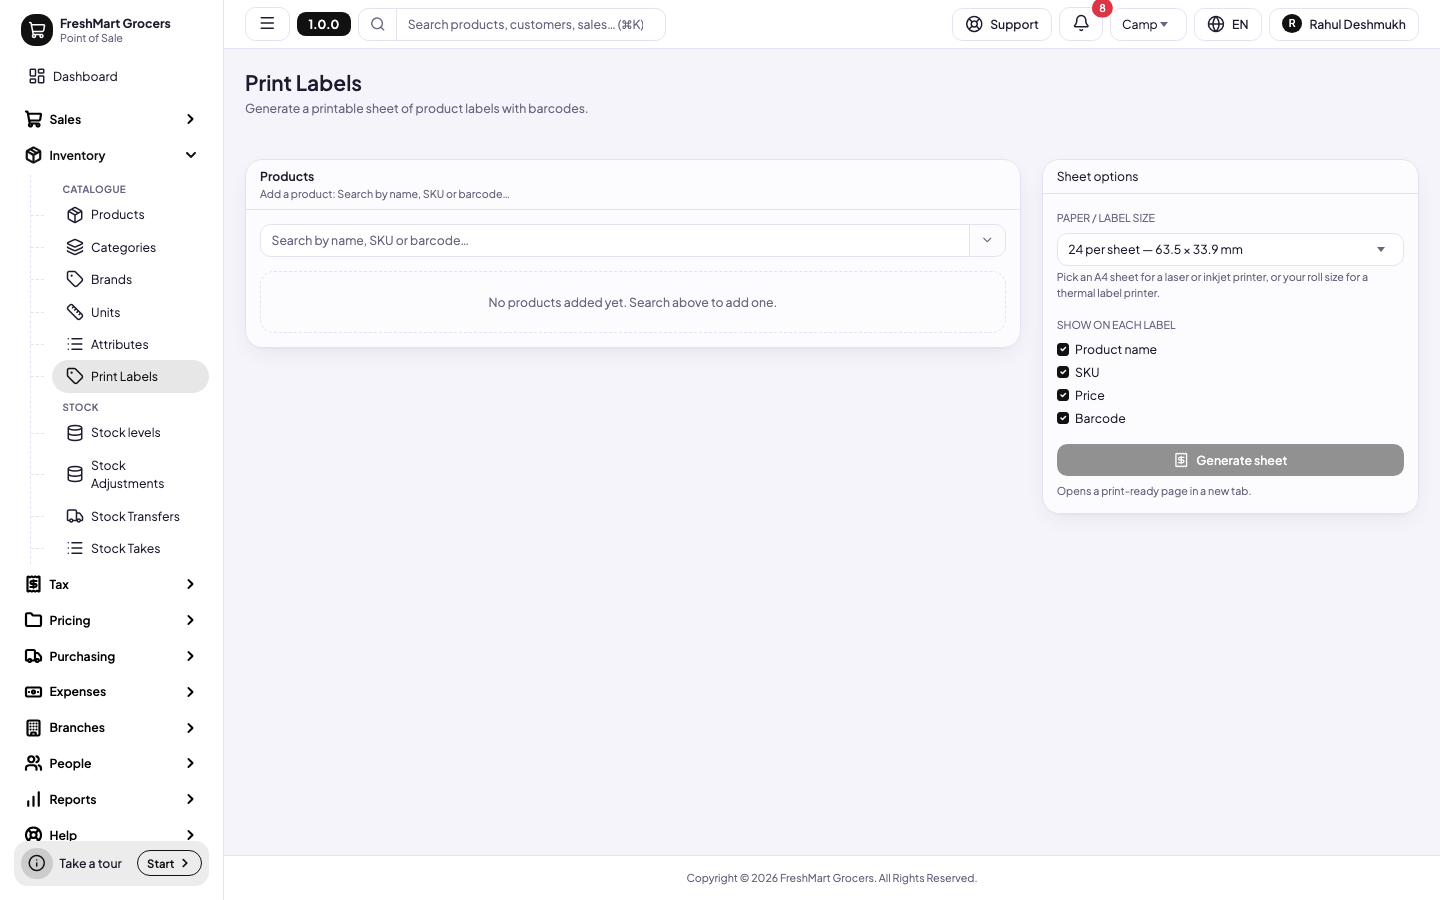 FreshMart Grocers
Point of Sale
Dashboard
Sales
Inventory
CATALOGUE
Products
Categories
Brands
Units
Attributes
Print Labels
STOCK
Stock levels
Stock
Adjustments
Stock Transfers
Stock Takes
Tax
Pricing
Purchasing
Expenses
Branches
People
Reports
Help
Take a tour
Start
1.0.0
Search products, customers, sales... (⌘K)
Support
8
Camp
EN
R
Rahul Deshmukh
Print Labels
Generate a printable sheet of product labels with barcodes.
Products
Add a product: Search by name, SKU or barcode...
Search by name, SKU or barcode...
No products added yet. Search above to add one.
Sheet options
PAPER / LABEL SIZE
24 per sheet — 63.5 × 33.9 mm
Pick an A4 sheet for a laser or inkjet printer, or your roll size for a
thermal label printer.
SHOW ON EACH LABEL
Product name
SKU
Price
Barcode
Generate sheet
Opens a print-ready page in a new tab.
Copyright © 2026 FreshMart Grocers. All Rights Reserved.